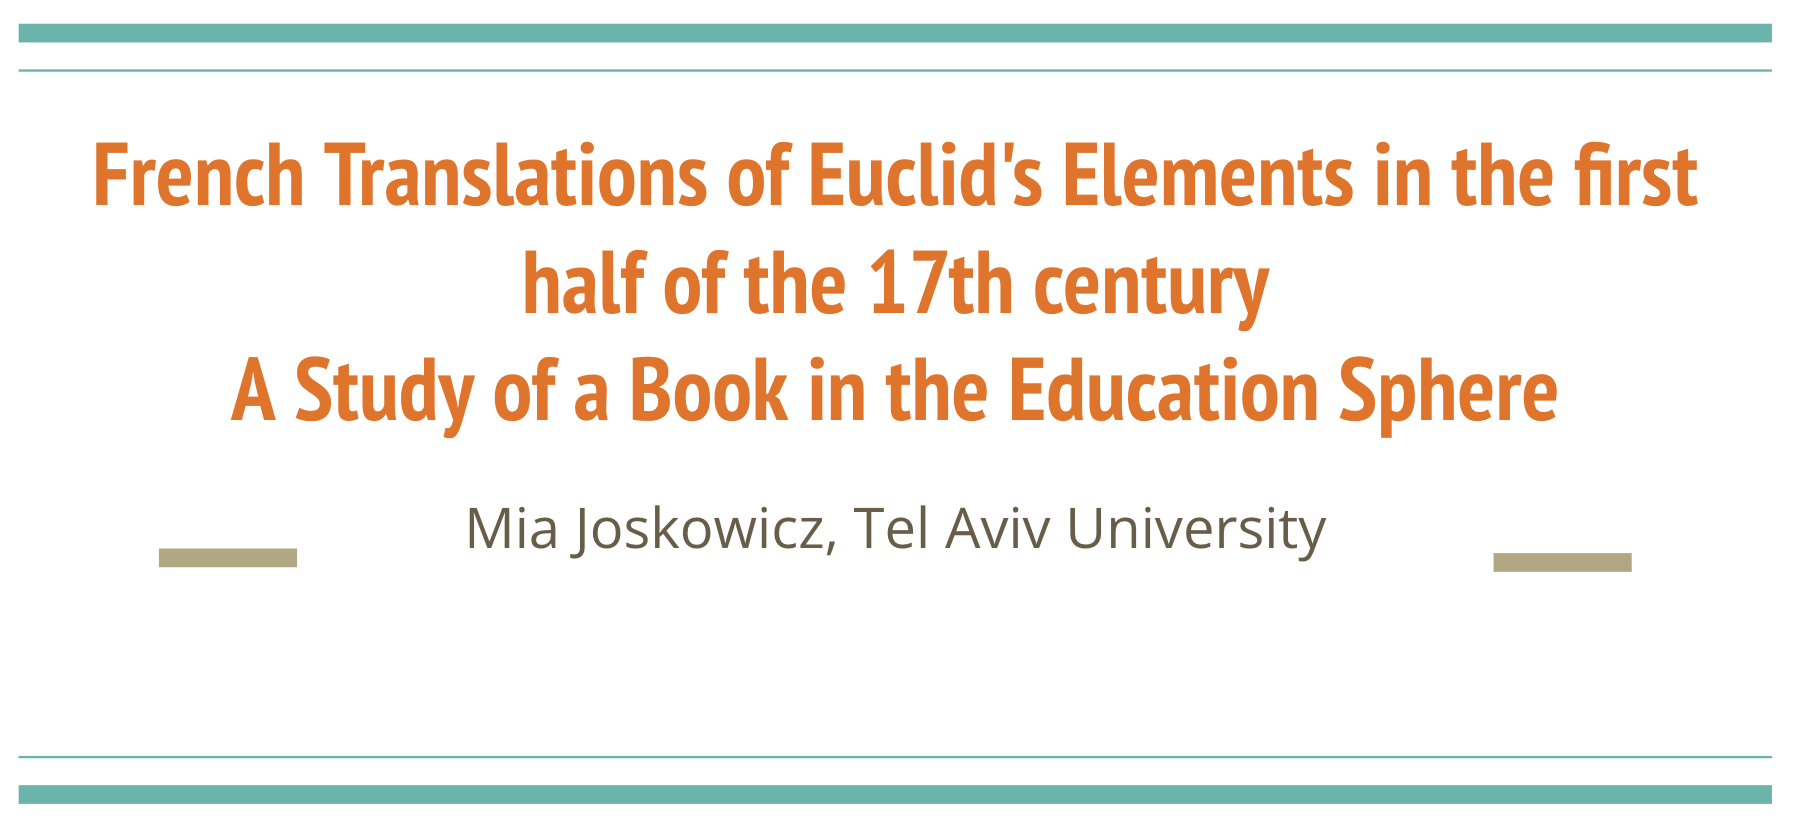 French Translations of Euclid's Elements in the first
half of the 17th century
A Study of a Book in the Education Sphere
Mia Joskowicz, Tel Aviv University